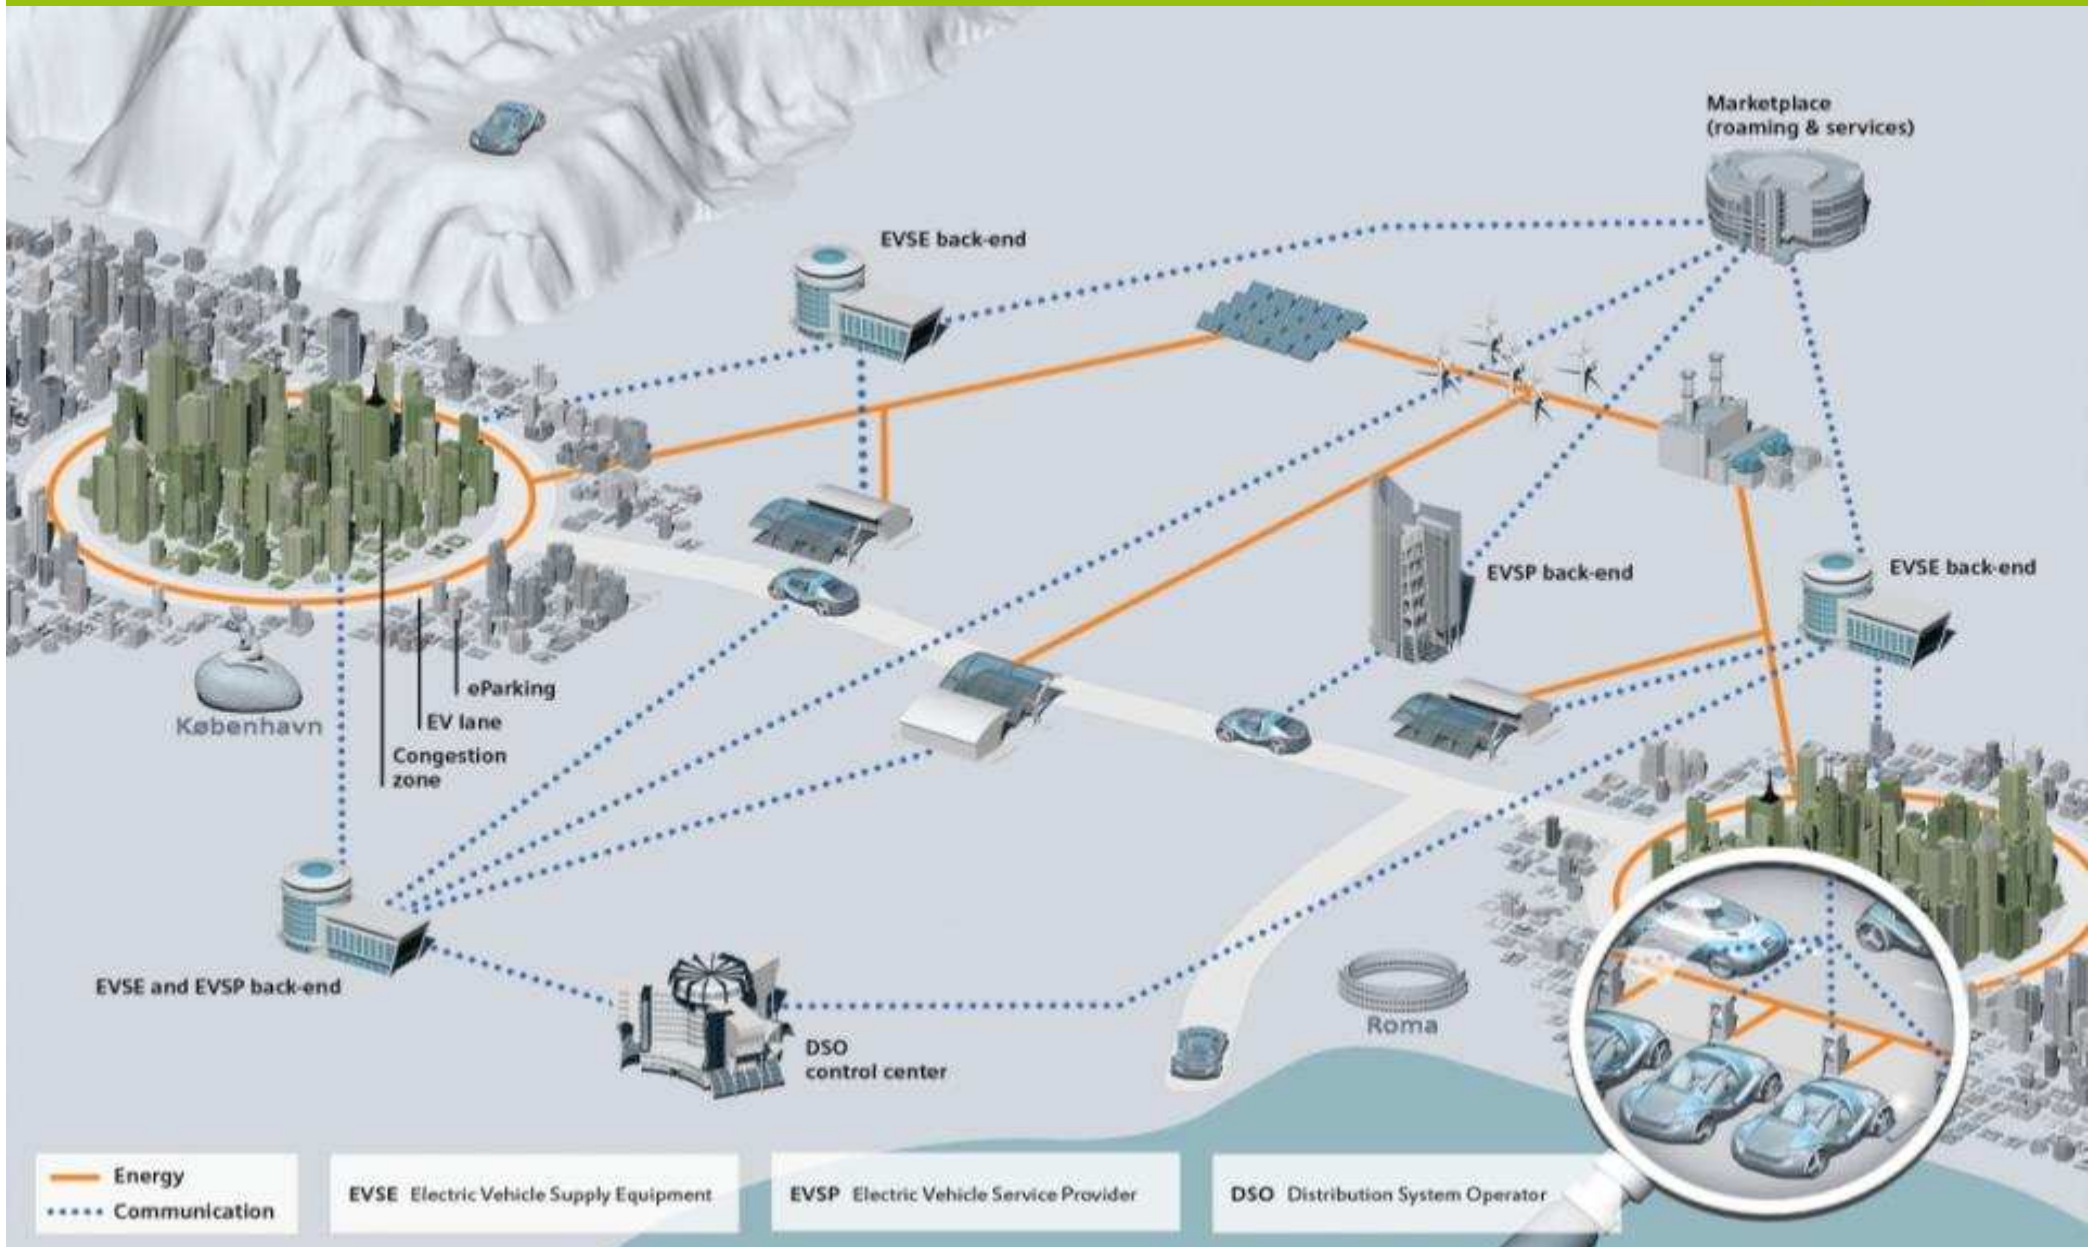 Marketplace
(roaming & services)
EVSE back-end
EVSP back-end
EVSE back-end
eParking
København
EV lane
Congestion
zone
EVSE and EVSP back-end
Roma
DSO
control center
Energy
Communication
EVSE Electric Vehicle Supply Equipment
EVSP Electric Vehicle Service Provider
DSO Distribution System Operator